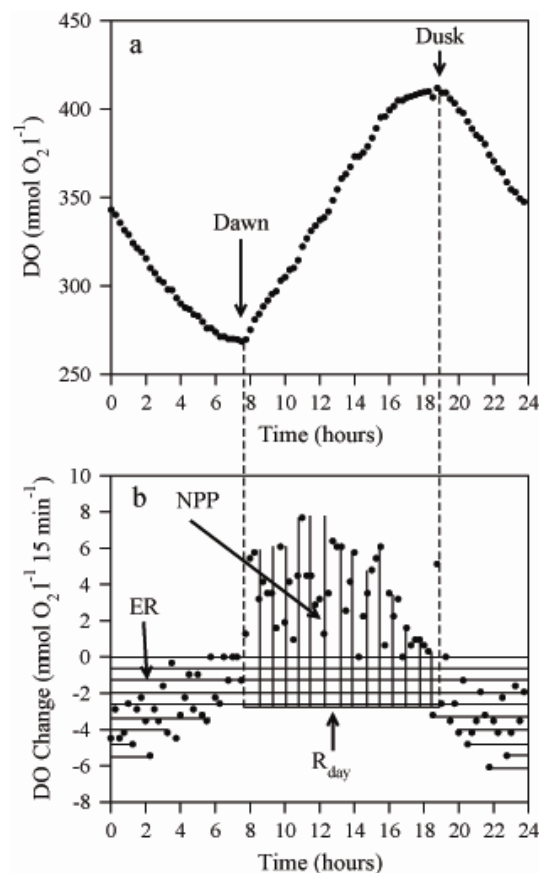 450
a
Dusk
400
DO (nmol O2 l-1)
350
Dawn
300
250
0 2 4 6 8 10 12 14 16 18 20 22 24
Time (hours)
10
b
8
NPP
6
4
ER
2
0
DO Change (nmol O2 l-1 15 min-1)
-2
-4
Rday
-6
-8
0 2 4 6 8 10 12 14 16 18 20 22 24
Time (hours)